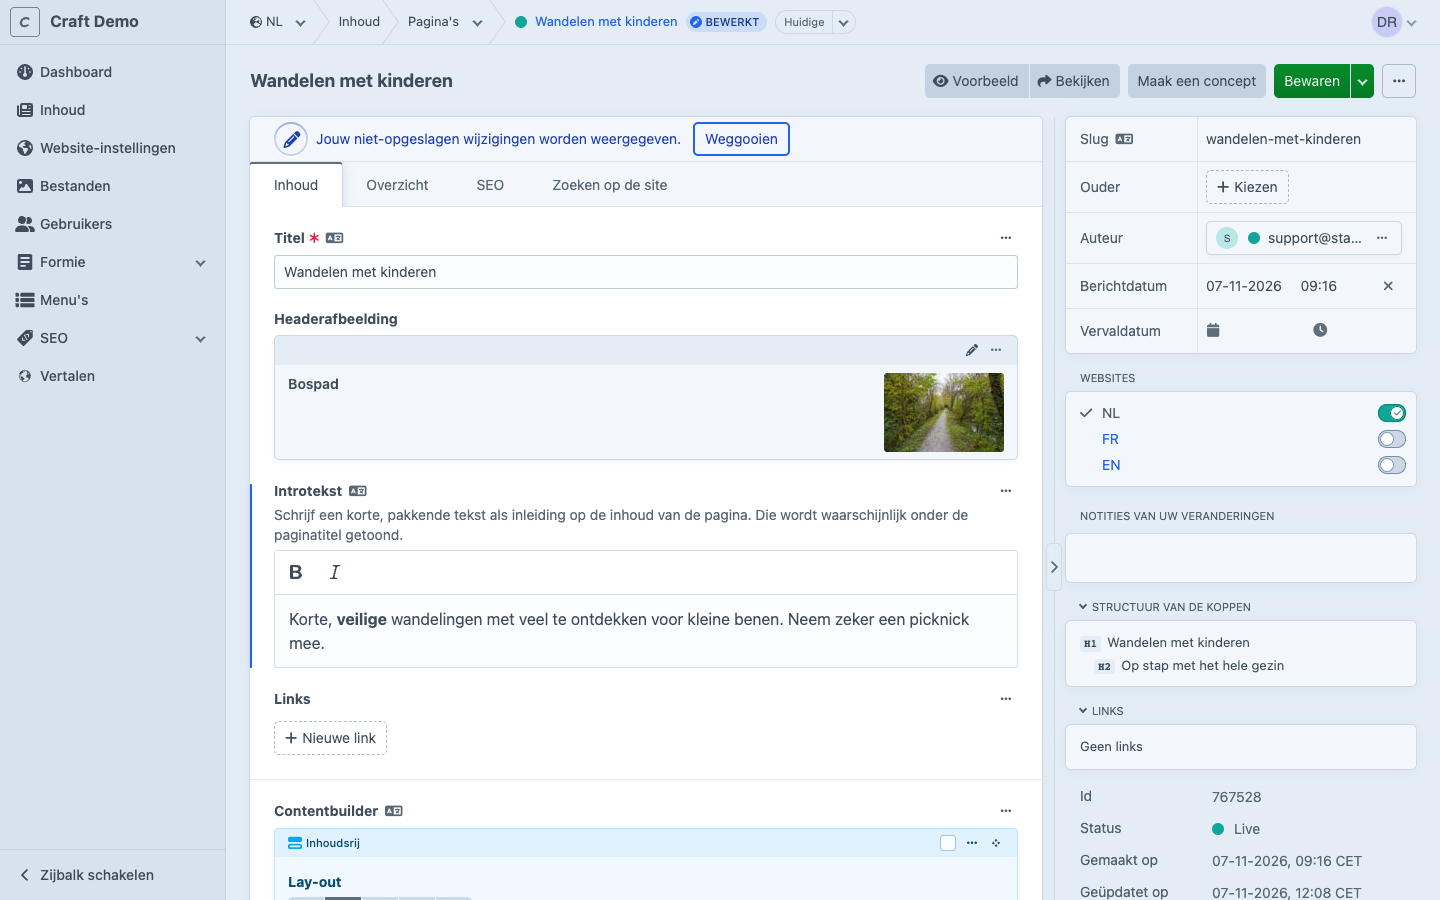 C Craft Demo
NL
Inhoud
Pagina's
Wandelen met kinderen
BEWERKT
Huidige
DR
Dashboard
Inhoud
Website-instellingen
Bestanden
Gebruikers
Formie
Menu's
SEO
Vertalen
Zijbalk schakelen
Wandelen met kinderen
Voorbeeld
Bekijken
Maak een concept
Bewaren
Jouw niet-opgeslagen wijzigingen worden weergegeven.
Weggooien
Inhoud
Overzicht
SEO
Zoeken op de site
Titel
Wandelen met kinderen
Headerafbeelding
Bospad
Introtekst
Schrijf een korte, pakkende tekst als inleiding op de inhoud van de pagina. Die wordt waarschijnlijk onder de
paginatitel getoond.
B I
Korte, veilige wandelingen met veel te ontdekken voor kleine benen. Neem zeker een picknick
mee.
Links
Nieuwe link
Contentbuilder
Inhoudsrij
Lay-out
Slug
wandelen-met-kinderen
Ouder
Kiezen
Auteur
S support@sta...
Berichtdatum
07-11-2026 09:16
Vervaldatum
WEBSITES
NL
FR
EN
NOTITIES VAN UW VERANDERINGEN
STRUCTUUR VAN DE KOPPEN
H1 Wandelen met kinderen
H2 Op stap met het hele gezin
LINKS
Geen links
Id 767528
Status Live
Gemaakt op 07-11-2026, 09:16 CET
Geüpdatet op 07-11-2026, 12:08 CET